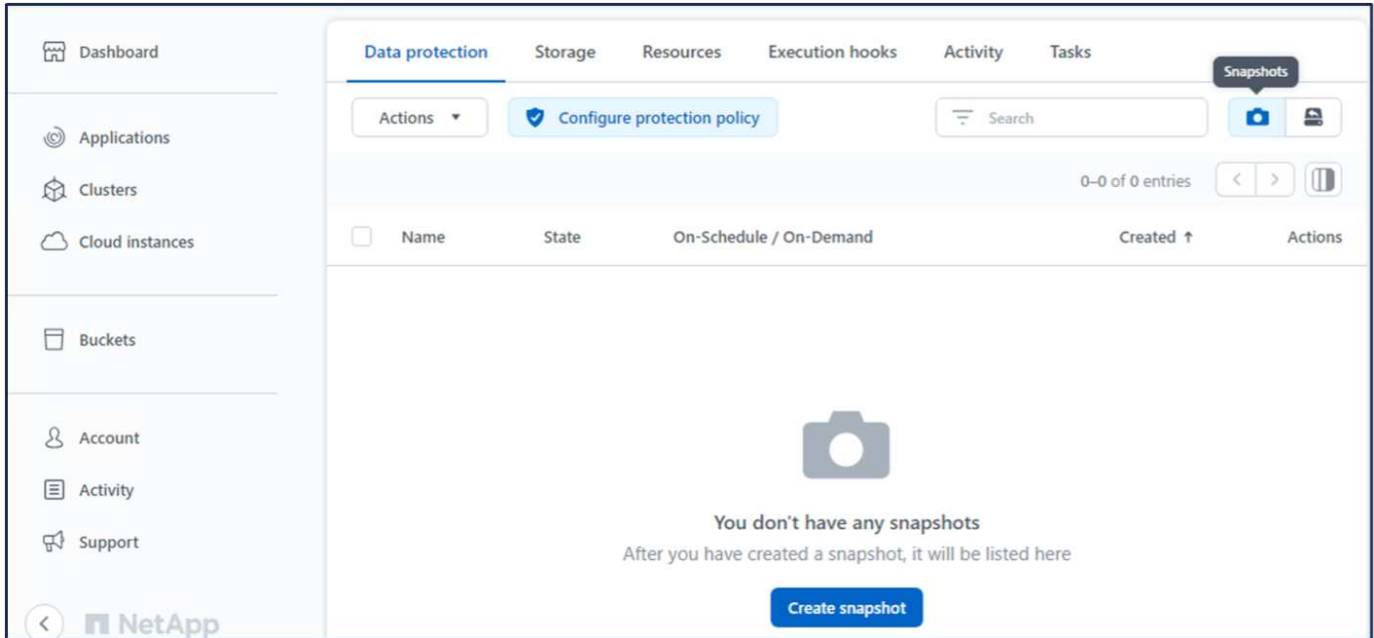 Dashboard
Applications
Clusters
Cloud instances
Buckets
Account
Activity
Support
NetApp
Data protection Storage Resources Execution hooks Activity Tasks
Snapshots
Actions Configure protection policy Search
0–0 of 0 entries
Name State On-Schedule / On-Demand Created ↑ Actions
You don't have any snapshots
After you have created a snapshot, it will be listed here
Create snapshot